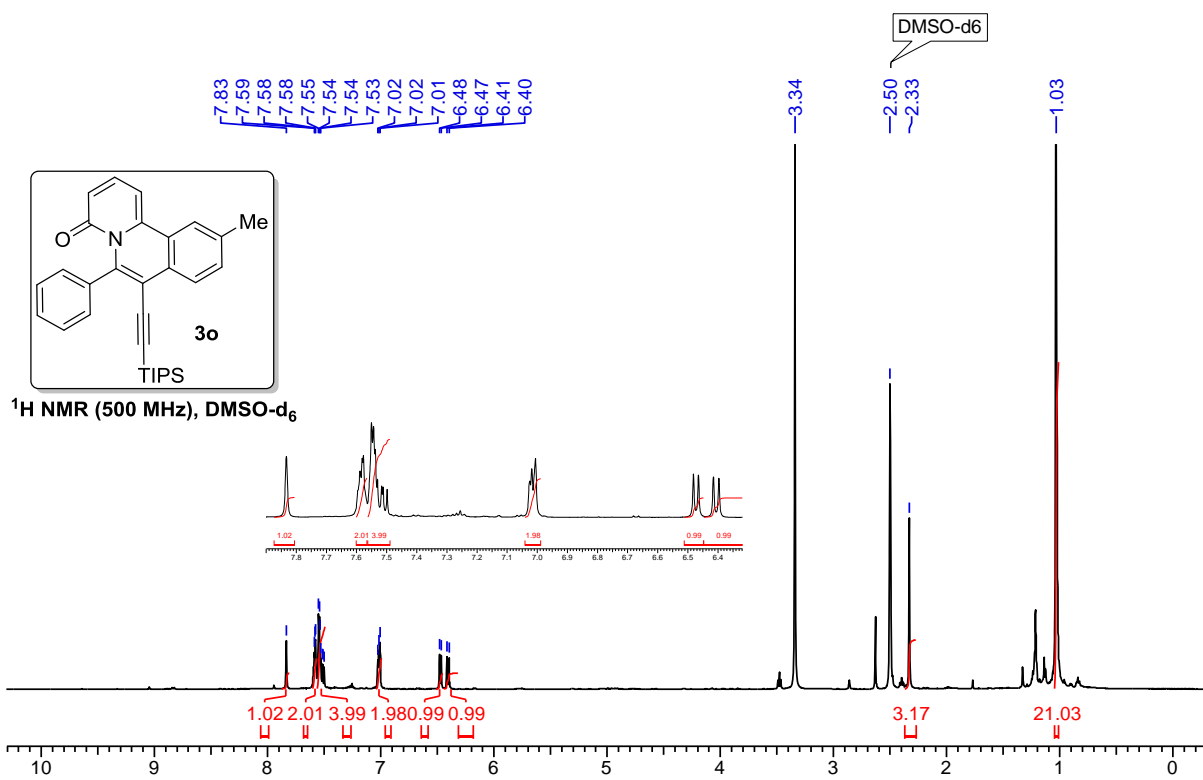 DMSO-d6
7.83
7.59
7.58
7.58
7.55
7.54
7.54
7.53
7.02
7.02
7.01
6.48
6.47
6.41
6.40
3.34
2.50
2.33
1.03
O
N
Me
3o
TIPS
¹H NMR (500 MHz), DMSO-d₆
1.02 2.01 3.99 1.98 0.99 0.99
7.8 7.7 7.6 7.5 7.4 7.3 7.2 7.1 7.0 6.9 6.8 6.7 6.6 6.5 6.4
1.02 2.01 3.99 1.98 0.99 0.99 3.17 21.03
10 9 8 7 6 5 4 3 2 1 0